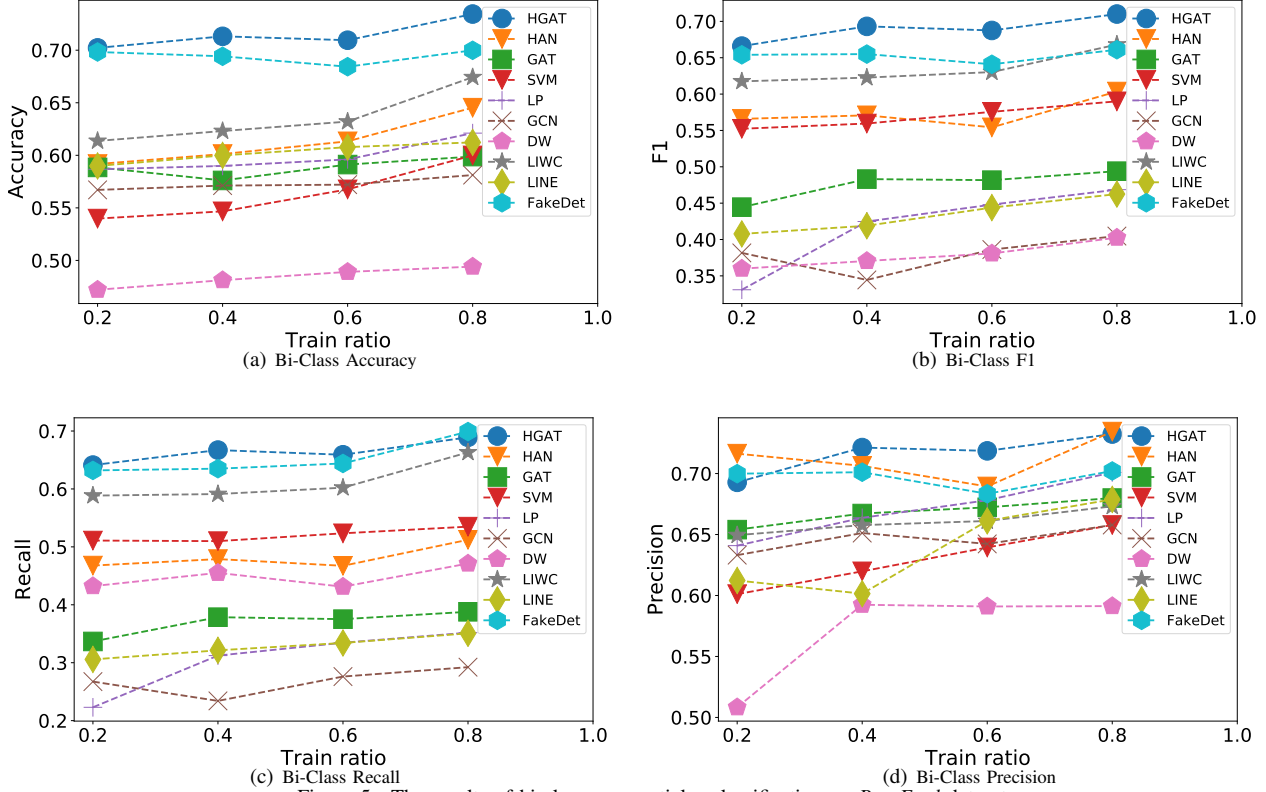 0.70
0.65
0.60
0.55
0.50
Accuracy
0.2 0.4 0.6 0.8 1.0
Train ratio
HGAT
HAN
GAT
SVM
LP
GCN
DW
LIWC
LINE
FakeDet
(a) Bi-Class Accuracy
0.70
0.65
0.60
0.55
0.50
0.45
0.40
0.35
F1
0.2 0.4 0.6 0.8 1.0
Train ratio
HGAT
HAN
GAT
SVM
LP
GCN
DW
LIWC
LINE
FakeDet
(b) Bi-Class F1
0.7
0.6
0.5
0.4
0.3
0.2
Recall
0.2 0.4 0.6 0.8 1.0
Train ratio
HGAT
HAN
GAT
SVM
LP
GCN
DW
LIWC
LINE
FakeDet
(c) Bi-Class Recall
0.70
0.65
0.60
0.55
0.50
Precision
0.2 0.4 0.6 0.8 1.0
Train ratio
HGAT
HAN
GAT
SVM
LP
GCN
DW
LIWC
LINE
FakeDet
(d) Bi-Class Precision